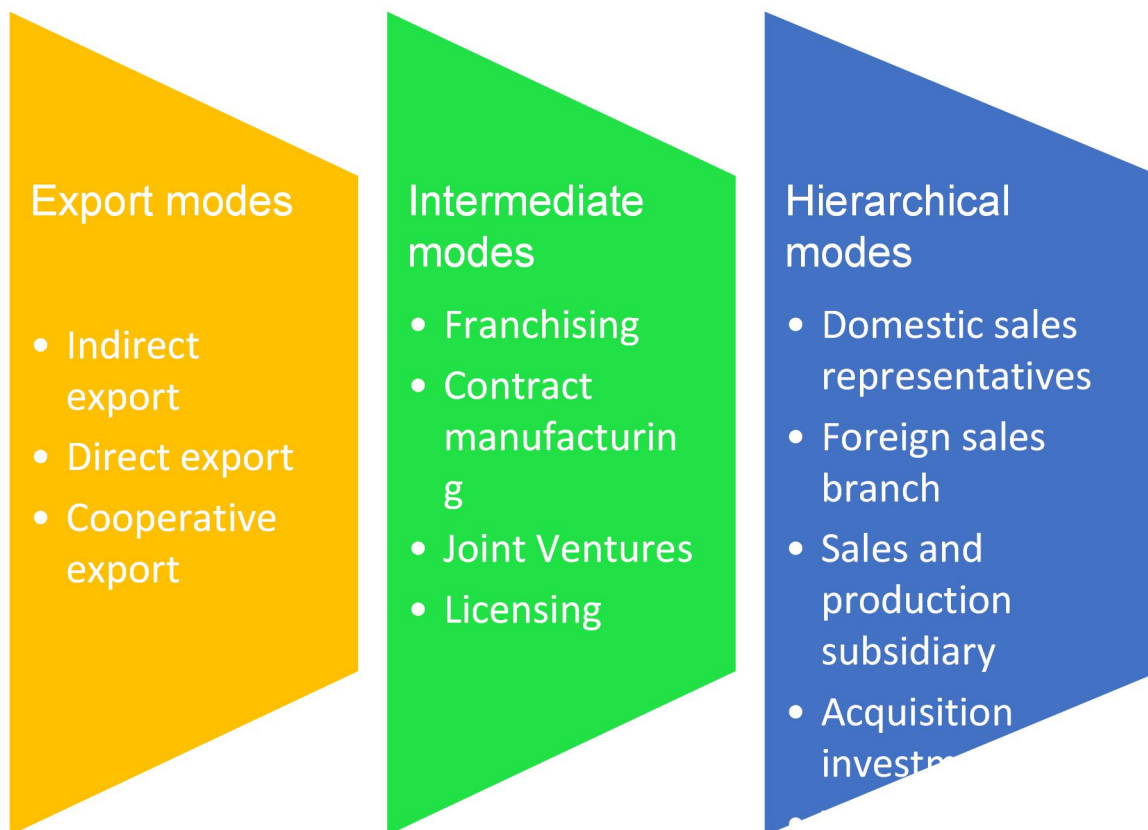 Export modes
• Indirect
export
• Direct export
• Cooperative
export
Intermediate
modes
• Franchising
• Contract
manufacturin
g
• Joint Ventures
• Licensing
Hierarchical
modes
• Domestic sales
representatives
• Foreign sales
branch
• Sales and
production
subsidiary
• Acquisition